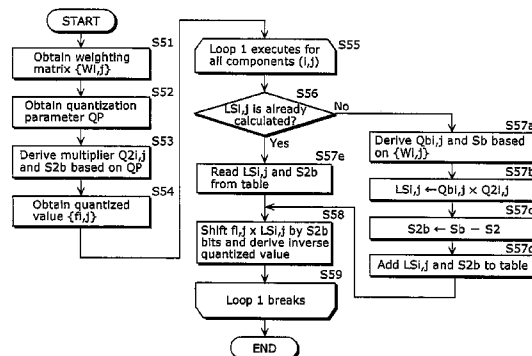 START
S51
Obtain weighting
matrix {Wi,j}
S52
Obtain quantization
parameter QP
S53
Derive multiplier Q2i,j
and S2b based on QP
S54
Obtain quantized
value {fi,j}
S55
Loop 1 executes for
all components (i,j)
S56
LSi,j is already
calculated?
No
Yes
S57e
Read LSi,j and S2b
from table
S58
Shift fi,j x LSi,j by S2b
bits and derive inverse
quantized value
S59
Loop 1 breaks
END
S57a
Derive Qbi,j and Sb based
on {Wi,j}
S57b
LSi,j ←Qbi,j × Q2i,j
S57c
S2b ← Sb − S2
S57d
Add LSi,j and S2b to table